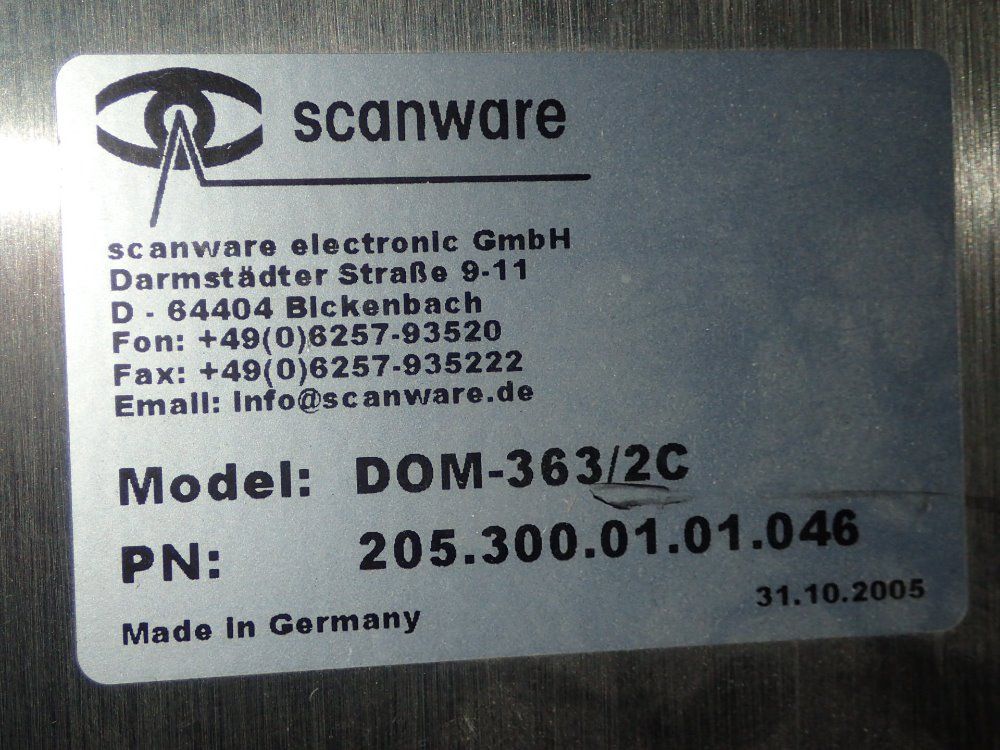 scanware
scanware electronic GmbH
Darmstädter Straße 9-11
D - 64404 Bickenbach
Fon: +49(0)6257-93520
Fax: +49(0)6257-935222
Email: info@scanware.de
Model: DOM-363/2C
PN: 205.300.01.01.046
31.10.2005
Made in Germany